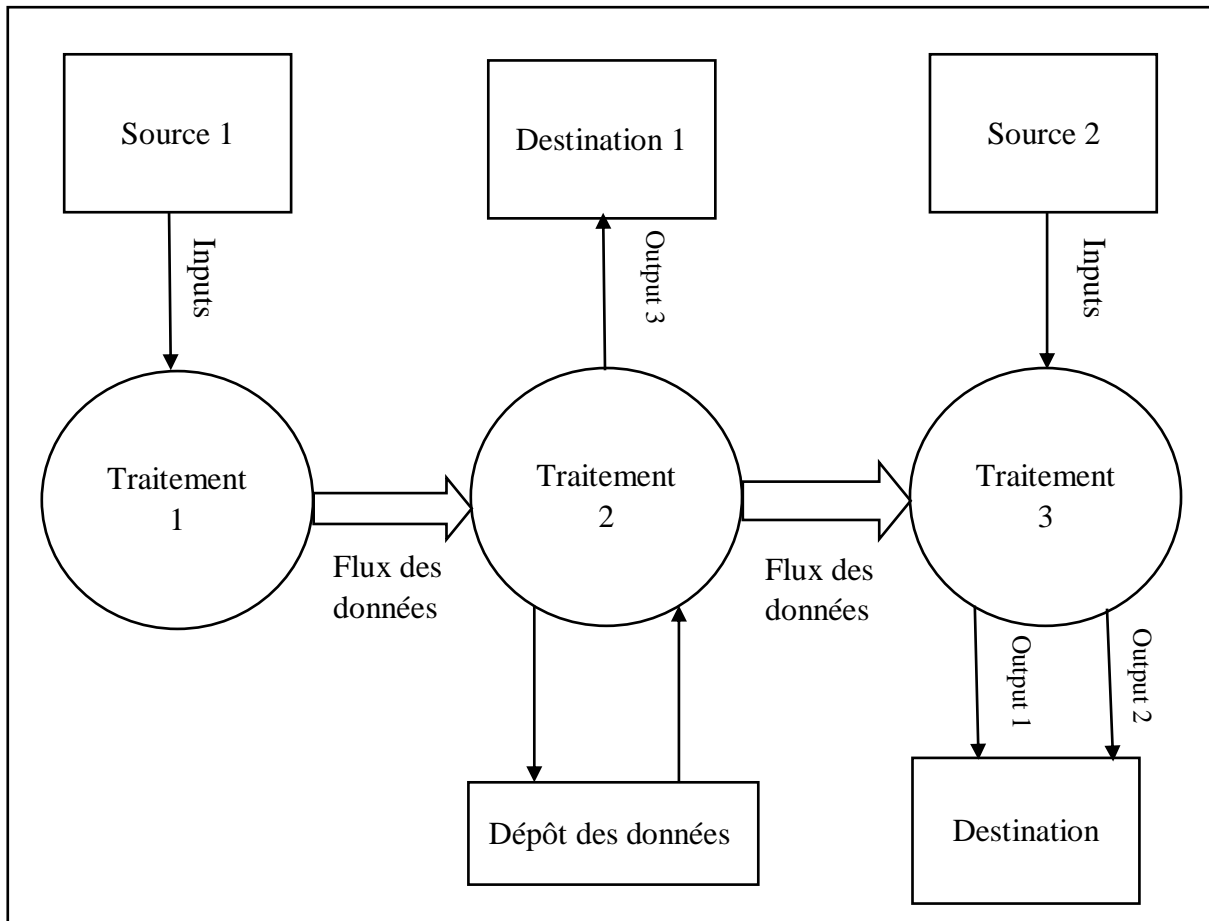 Source 1
Destination 1
Source 2
Inputs
Output 3
Inputs
Traitement
1
Traitement
2
Traitement
3
Flux des
données
Flux des
données
Output 1
Output 2
Dépôt des données
Destination